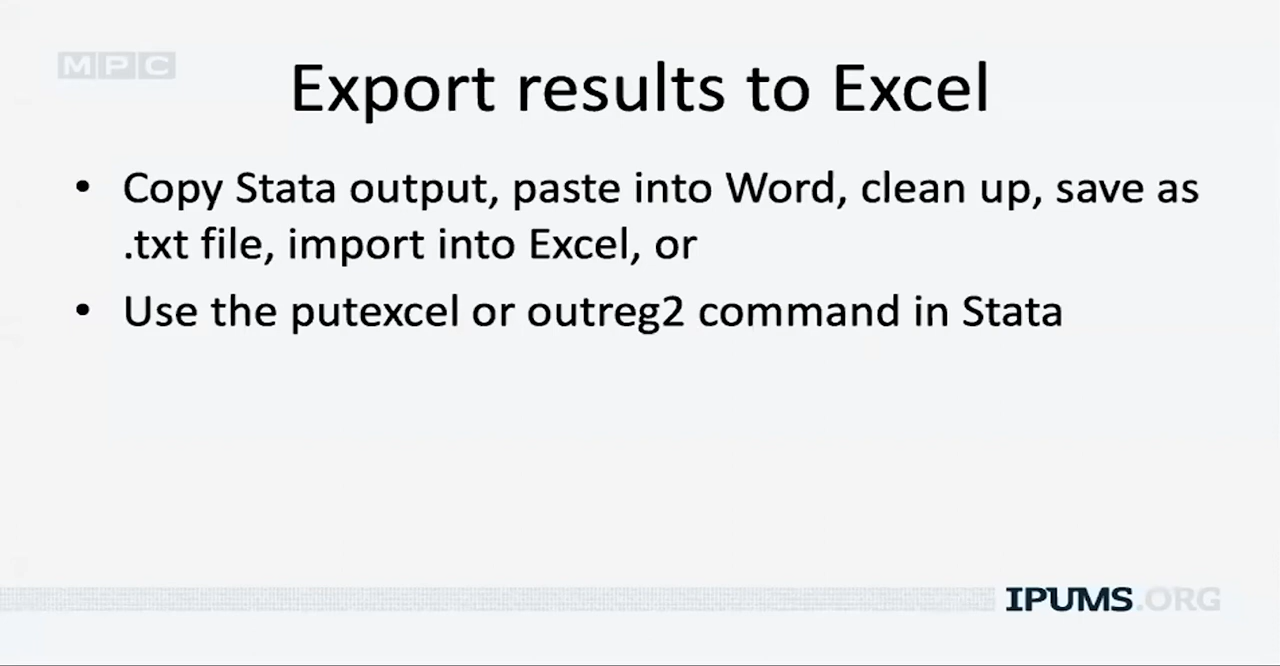 MPC
Export results to Excel
• Copy Stata output, paste into Word, clean up, save as
.txt file, import into Excel, or
• Use the putexcel or outreg2 command in Stata
IPUMS.ORG